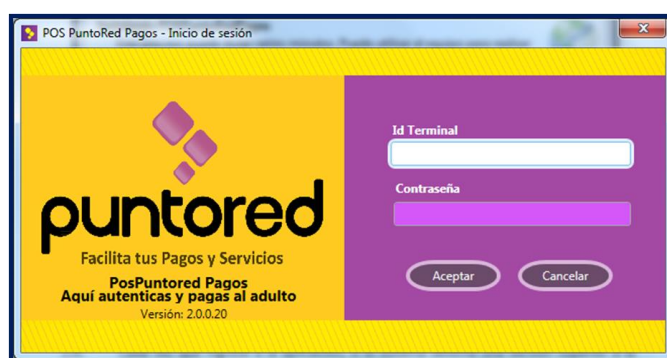 POS PuntoRed Pagos - Inicio de sesión
puntored
Facilita tus Pagos y Servicios
PosPuntored Pagos
Aquí autenticas y pagas al adulto
Versión: 2.0.0.20
Id Terminal
Contraseña
Aceptar
Cancelar